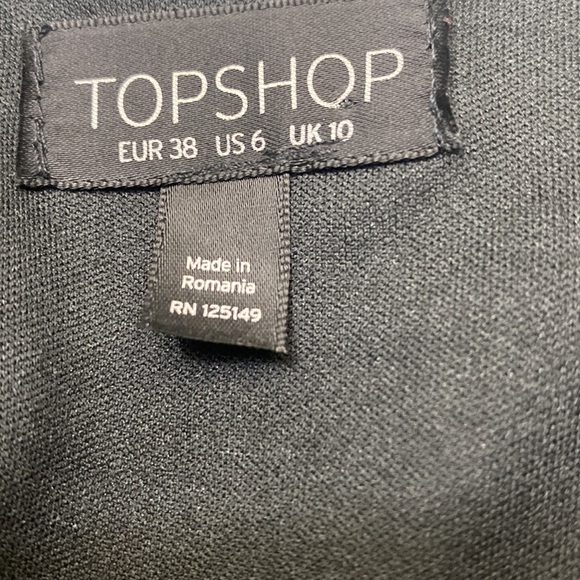 TOPSHOP
EUR 38 US 6 UK 10
Made in
Romania
RN 125149